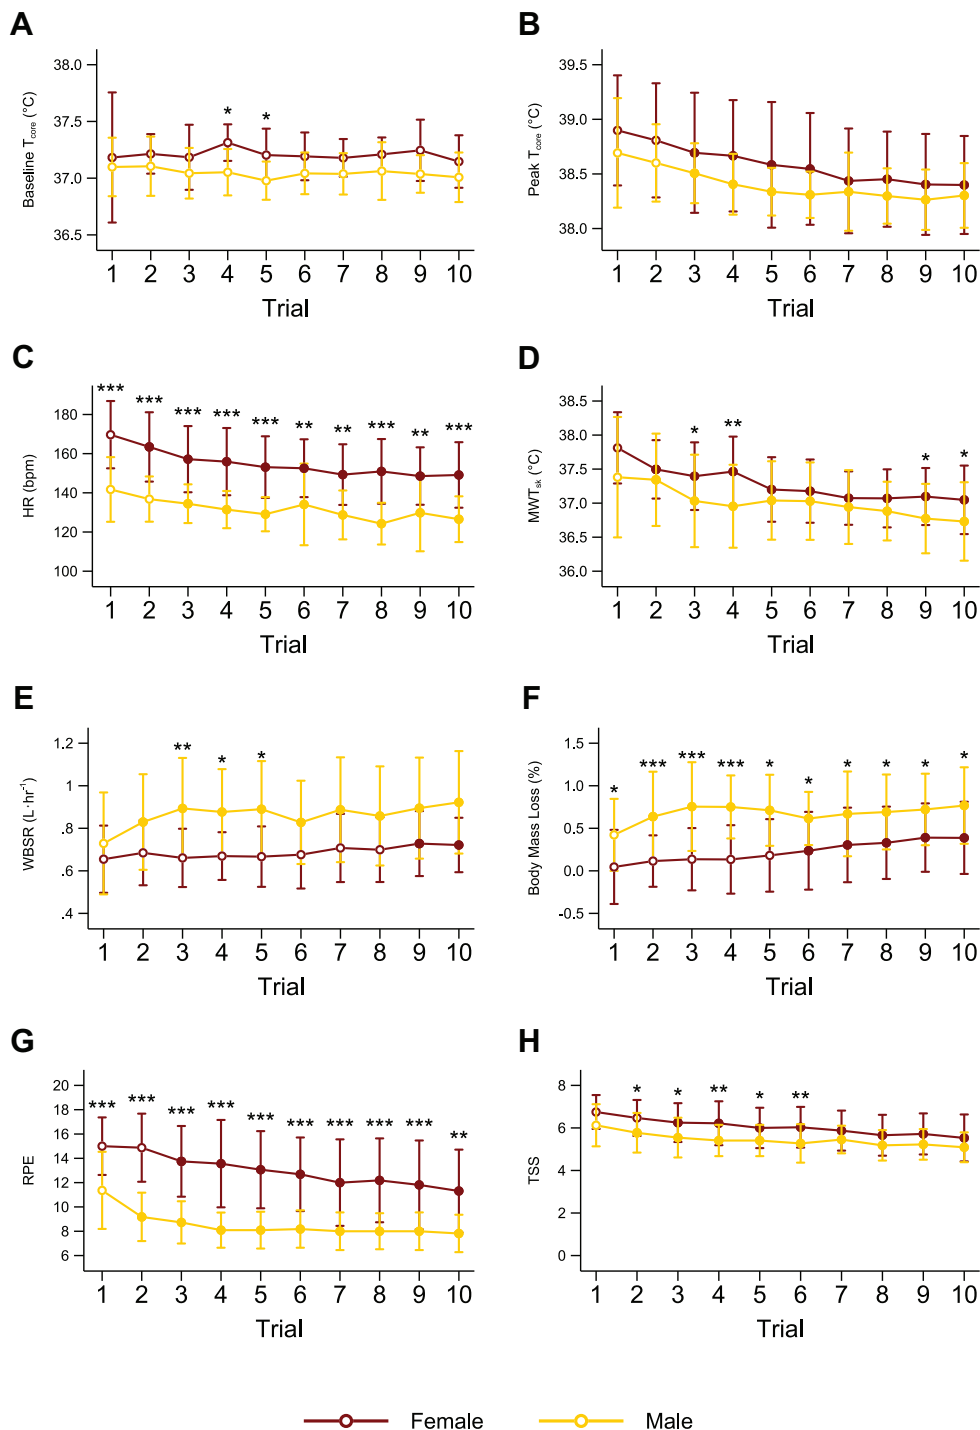 A
38.0
37.5
37.0
36.5
Baseline Tcore (°C)
* *
1 2 3 4 5 6 7 8 9 10
Trial
B
39.5
39.0
38.5
38.0
Peak Tcore (°C)
1 2 3 4 5 6 7 8 9 10
Trial
C
180
160
140
120
100
HR (bpm)
*** *** *** *** *** ** ** *** ** ***
1 2 3 4 5 6 7 8 9 10
Trial
D
38.5
38.0
37.5
37.0
36.5
36.0
MWTsk (°C)
* ** * *
1 2 3 4 5 6 7 8 9 10
Trial
E
1.2
1
.8
.6
.4
WBSR (L·hr⁻¹)
** * *
1 2 3 4 5 6 7 8 9 10
Trial
F
1.5
1.0
0.5
0.0
-0.5
Body Mass Loss (%)
* *** *** *** * * * * * *
1 2 3 4 5 6 7 8 9 10
Trial
G
20
18
16
14
12
10
8
6
RPE
*** *** *** *** *** *** *** *** *** **
1 2 3 4 5 6 7 8 9 10
Trial
H
8
6
4
2
0
TSS
* * ** * **
1 2 3 4 5 6 7 8 9 10
Trial
Female Male